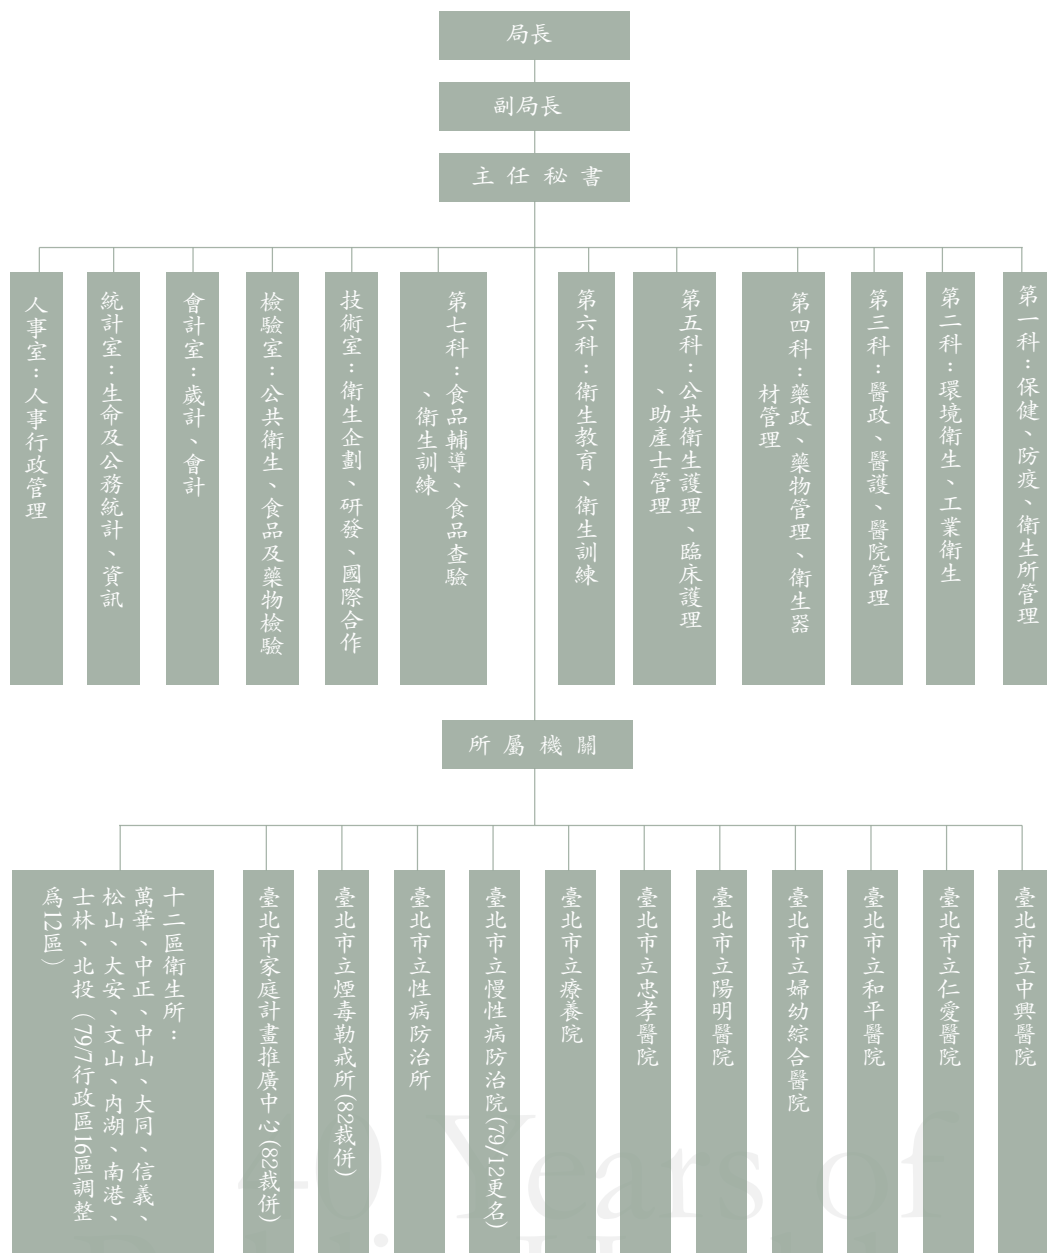 局長
副局長
主任秘書
第一科：保健、防疫、衛生所管理
第二科：環境衛生、工業衛生
第三科：醫政、醫護、醫院管理
第四科：藥政、藥物管理、衛生器
材管理
第五科：公共衛生護理、臨床護理
、助產士管理
第六科：衛生教育、衛生訓練
第七科：食品輔導、食品查驗
、衛生訓練
技術室：衛生企劃、研發、國際合作
檢驗室：公共衛生、食品及藥物檢驗
會計室：歲計、會計
統計室：生命及公務統計、資訊
人事室：人事行政管理
所屬機關
臺北市立中興醫院
臺北市立仁愛醫院
臺北市立和平醫院
臺北市立婦幼綜合醫院
臺北市立陽明醫院
臺北市立忠孝醫院
臺北市立療養院
臺北市立慢性病防治院(79/12更名)
臺北市立性病防治所
臺北市立煙毒勒戒所(82裁併)
臺北市家庭計畫推廣中心(82裁併)
十二區衛生所：
萬華、中正、中山、大同、信義、
松山、大安、文山、內湖、南港、
士林、北投（79/7行政區16區調整
為12區）
40 Years of